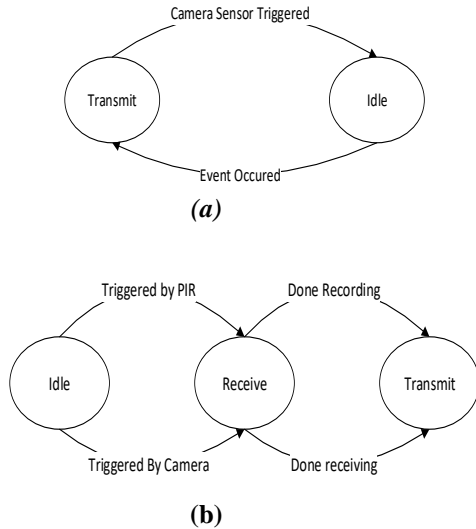 Camera Sensor Triggered
Transmit
Idle
Event Occured
(a)
Triggered by PIR
Done Recording
Idle
Receive
Transmit
Triggered By Camera
Done receiving
(b)